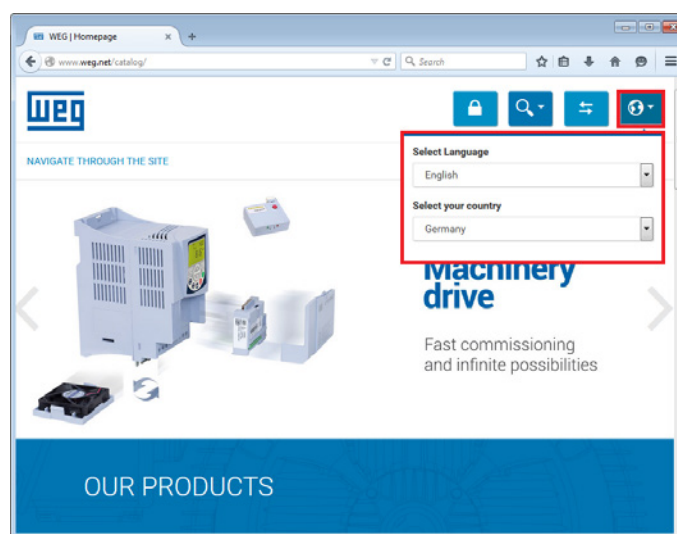 WEG | Homepage
www.weg.net/catalog/
Search
weg
NAVIGATE THROUGH THE SITE
Select Language
English
Select your country
Germany
Machinery
drive
Fast commissioning
and infinite possibilities
OUR PRODUCTS